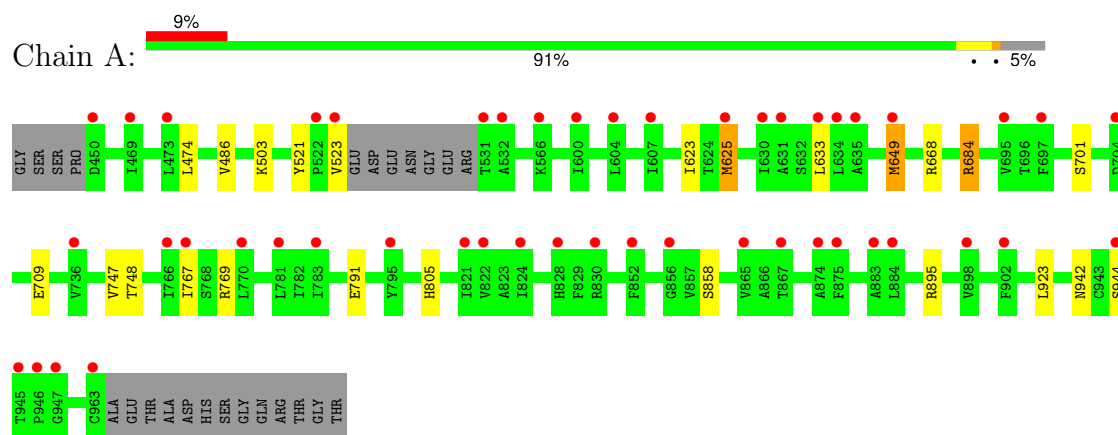 9%
Chain A:
91%
• •
5%
GLY SER SER PRO D450 I469 L473 L474 V486 K503 Y521 P522 V523 GLU ASP GLU ASN GLY GLU ARG T531 A532 K566 I600 L604 I607 I623 T624 M625 I630 A631 S632 L633 L634 A635 M649 R668 R684 V695 T696 F697 S701
E709 V736 V747 T748 I766 I767 S768 R769 L770 L781 I782 I783 E791 Y795 H805 I821 V822 A823 I824 H828 F829 R830 F852 G856 V857 S858 V865 A866 T867 A874 F875 A883 L884 R895 V898 F902 L923 N942 C943 S944
T945 P946 G947 C963 ALA GLU THR ALA ASP HIS SER GLY GLN ARG THR GLY THR